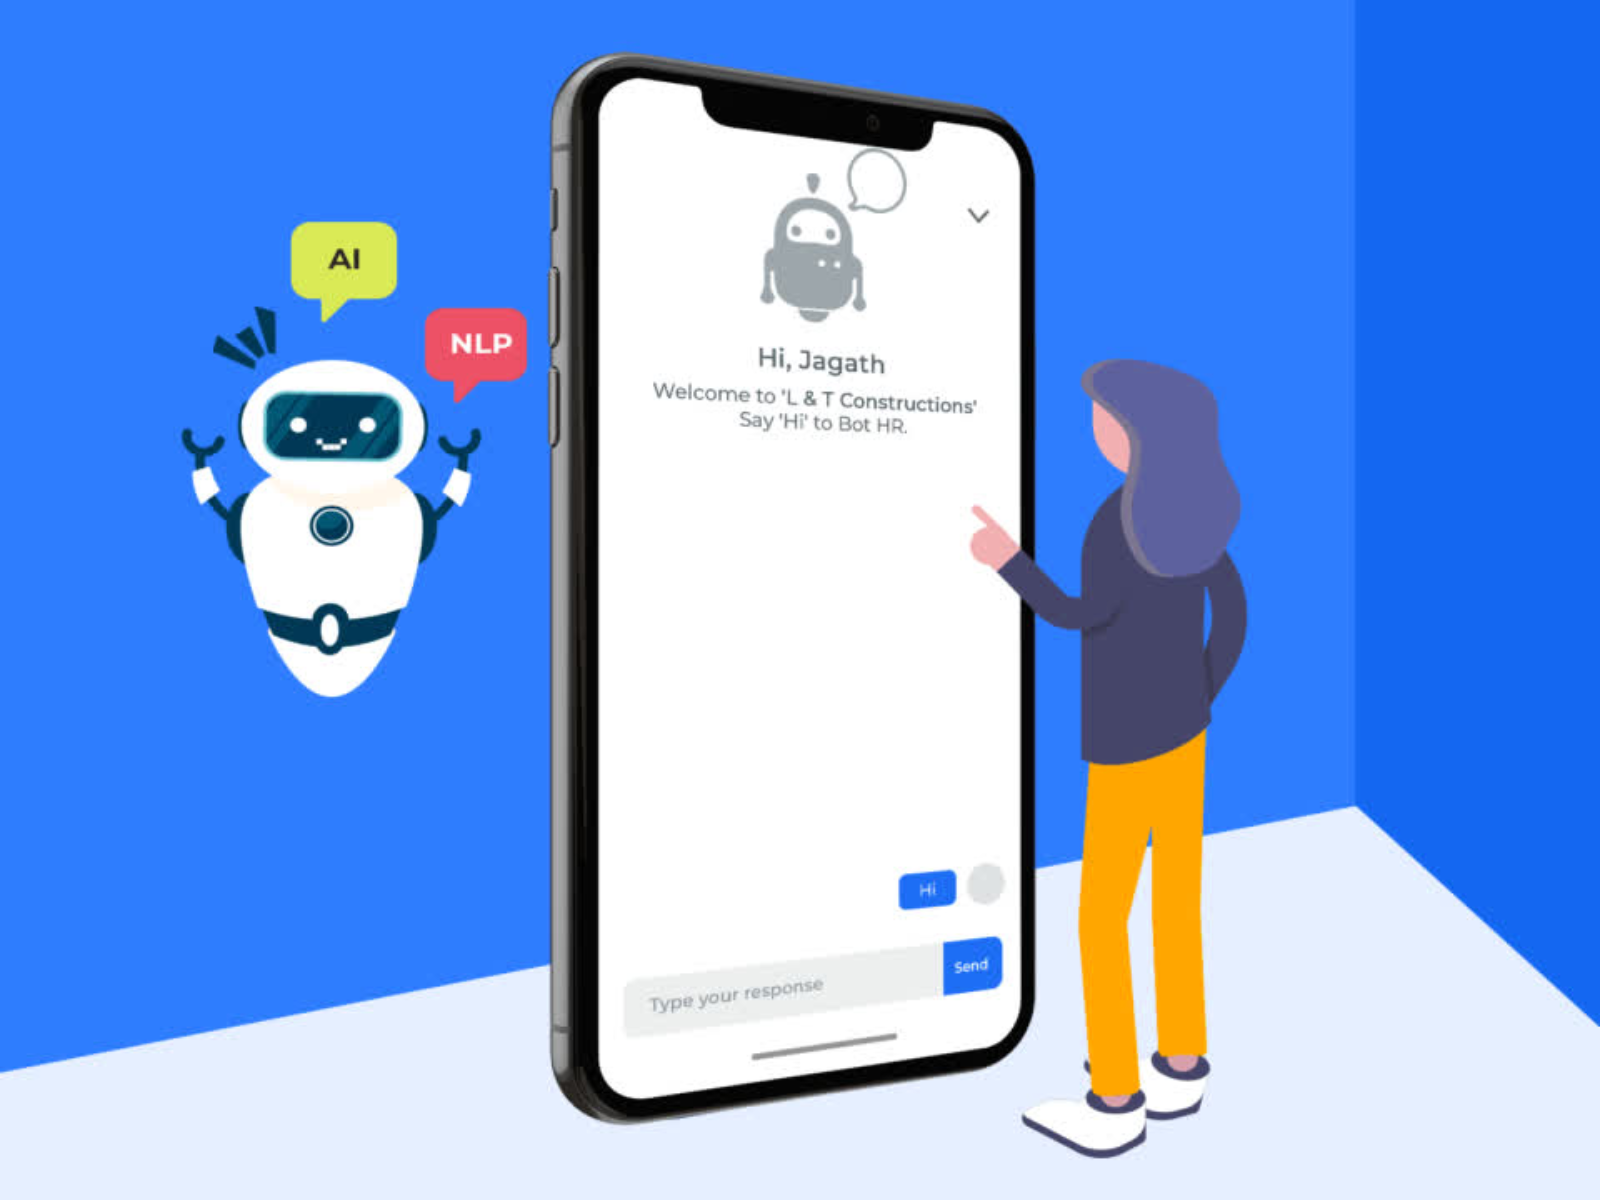 AI
NLP
Hi, Jagath
Welcome to 'L & T Constructions'
Say 'Hi' to Bot HR.
Hi
Type your response
Send